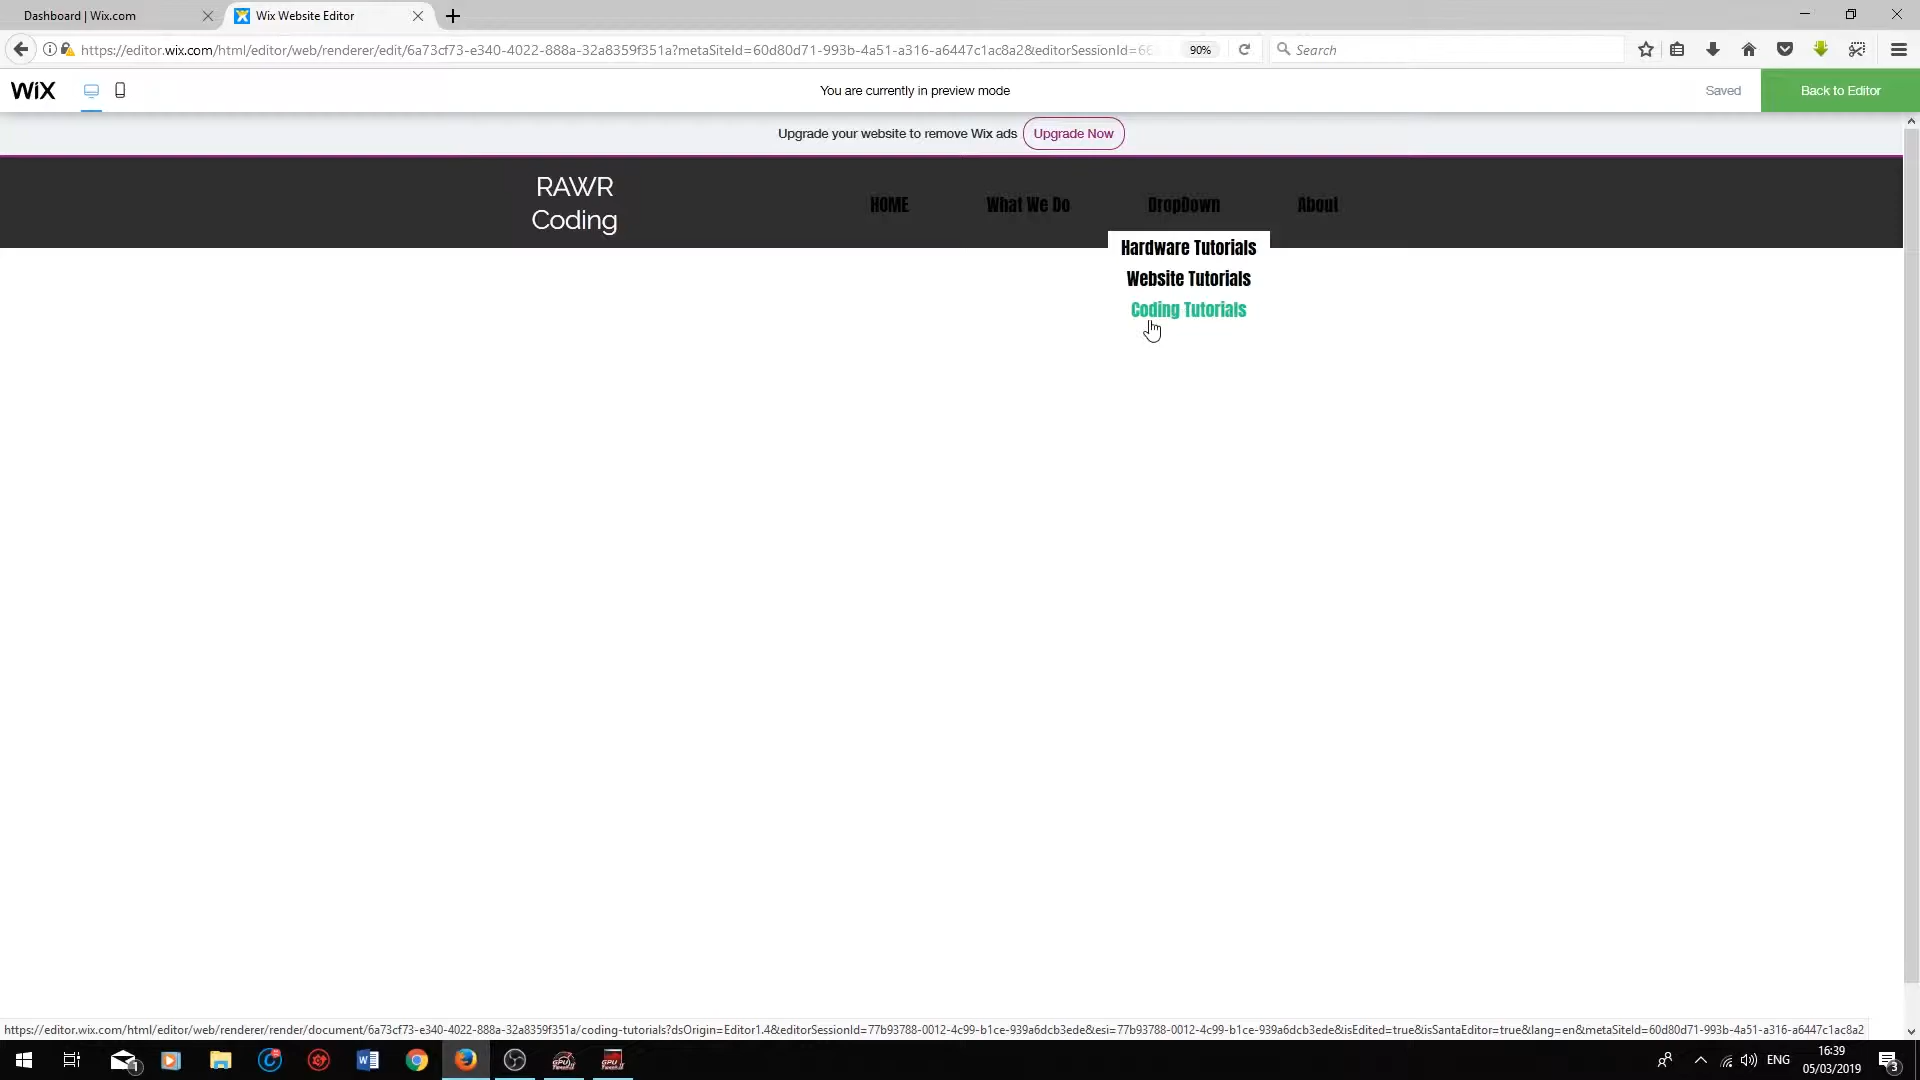 Dashboard | Wix.com
Wix Website Editor
https://editor.wix.com/html/editor/web/renderer/edit/6a73cf73-e340-4022-888a-32a8359f351a?metaSiteId=60d80d71-993b-4a51-a316-a6447c1ac8a28&editorSessionId=
90%
Search
WiX
You are currently in preview mode
Saved
Back to Editor
Upgrade your website to remove Wix ads
Upgrade Now
RAWR
Coding
HOME
What We Do
DropDown
About
Hardware Tutorials
Website Tutorials
Coding Tutorials
https://editor.wix.com/html/editor/web/renderer/render/document/6a73cf73-e340-4022-888a-32a8359f351a/coding-tutorials?dsOrigin=Editor1.4&editorSessionId=77b93788-0012-4c99-b1ce-939a6dcb3ede&esi=77b93788-0012-4c99-b1ce-939a6dcb3ede&isEdited=true&isSantaEditor=true&lang=en&metaSiteId=60d80d71-993b-4a51-a316-a6447c1ac8a2
1
ENG
16:39
05/03/2019
3